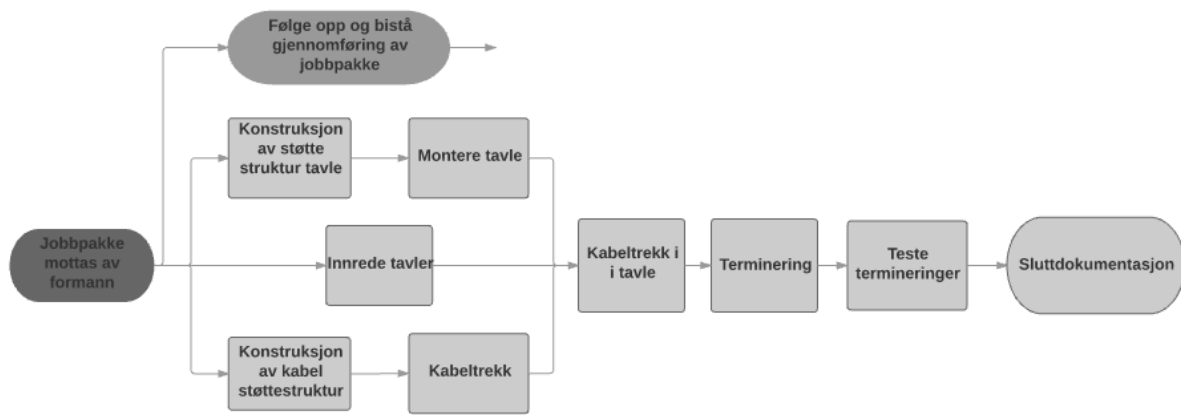 Følge opp og bistå
gjennomføring av
jobbpakke
Konstruksjon
av støtte
struktur tavle
Montere tavle
Jobbpakke
mottas av
formann
Innrede tavler
Kabeltrekk i
i tavle
Terminering
Teste
termineringer
Sluttdokumentasjon
Konstruksjon
av kabel
støttestruktur
Kabeltrekk